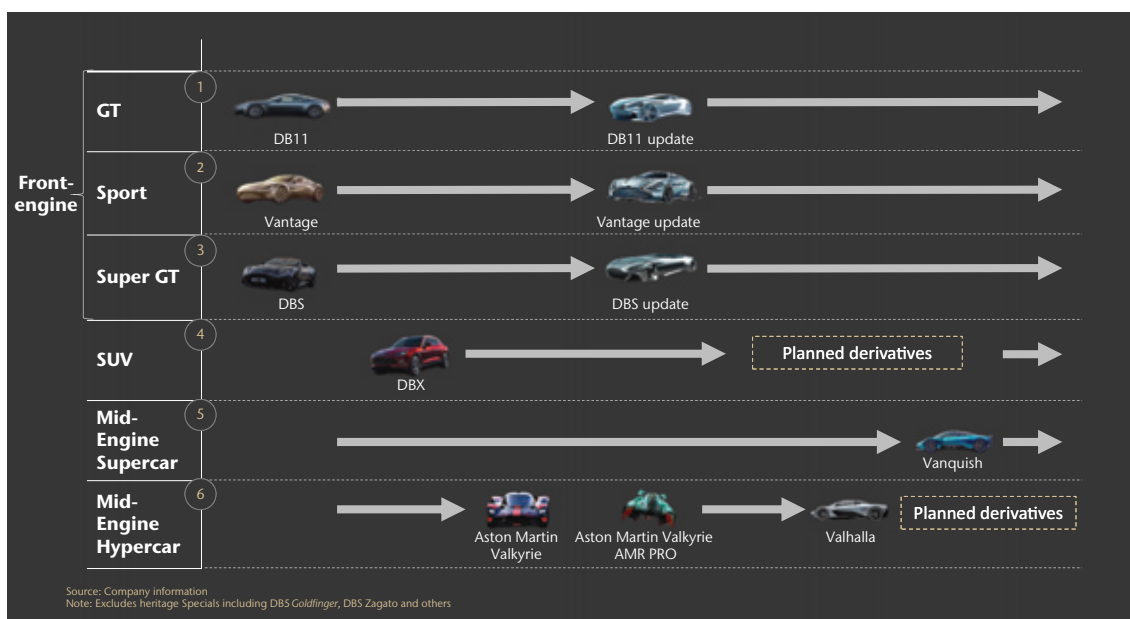 1
GT
DB11
DB11 update
Front-
engine
2
Sport
Vantage
Vantage update
3
Super GT
DBS
DBS update
4
SUV
DBX
Planned derivatives
5
Mid-
Engine
Supercar
Vanquish
6
Mid-
Engine
Hypercar
Aston Martin
Valkyrie
Aston Martin Valkyrie
AMR PRO
Valhalla
Planned derivatives
Source: Company information
Note: Excludes heritage Specials including DB5 Goldfinger, DBS Zagato and others